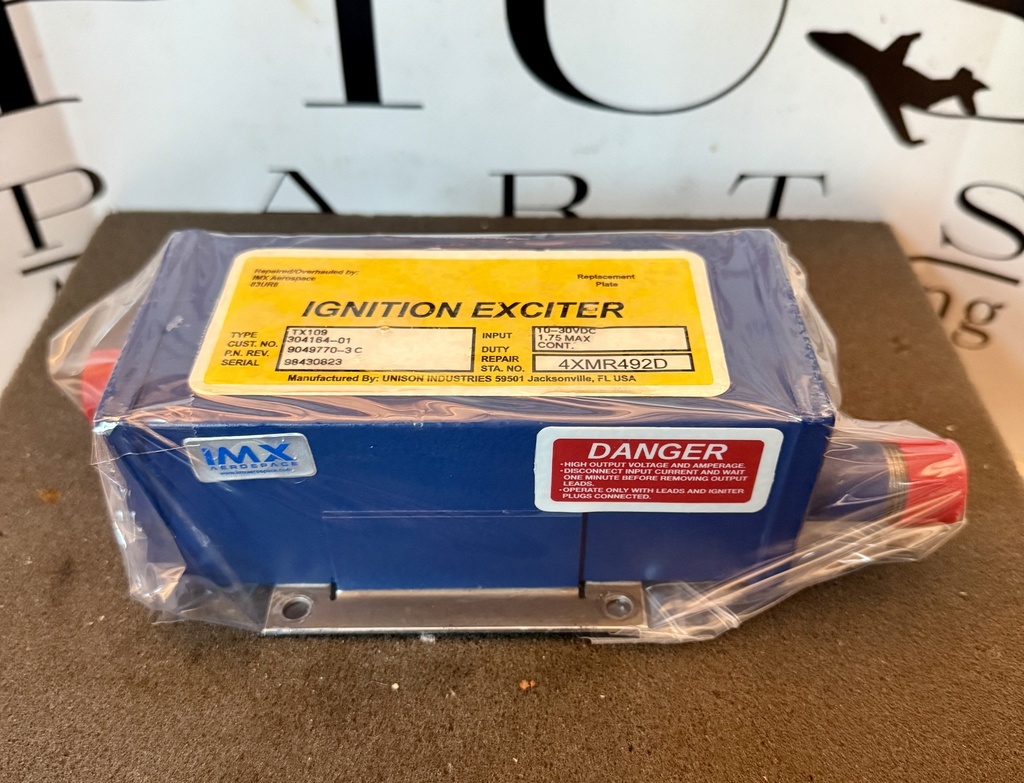 PARTS
ng
Repaired/Overhauled by:
IMX Aerospace
83UR6
Replacement
Plate
IGNITION EXCITER
TYPE TX109
CUST. NO. 304164-01
P.N. REV. 9049770-3 C
SERIAL 98430823
INPUT 10-30VDC
1.75 MAX
DUTY CONT.
REPAIR
STA. NO. 4XMR492D
Manufactured By: UNISON INDUSTRIES 59501 Jacksonville, FL USA
IMX
AEROSPACE
DANGER
-HIGH OUTPUT VOLTAGE AND AMPERAGE.
-DISCONNECT INPUT CURRENT AND WAIT
ONE MINUTE BEFORE REMOVING OUTPUT
LEADS.
-OPERATE ONLY WITH LEADS AND IGNITER
PLUGS CONNECTED.